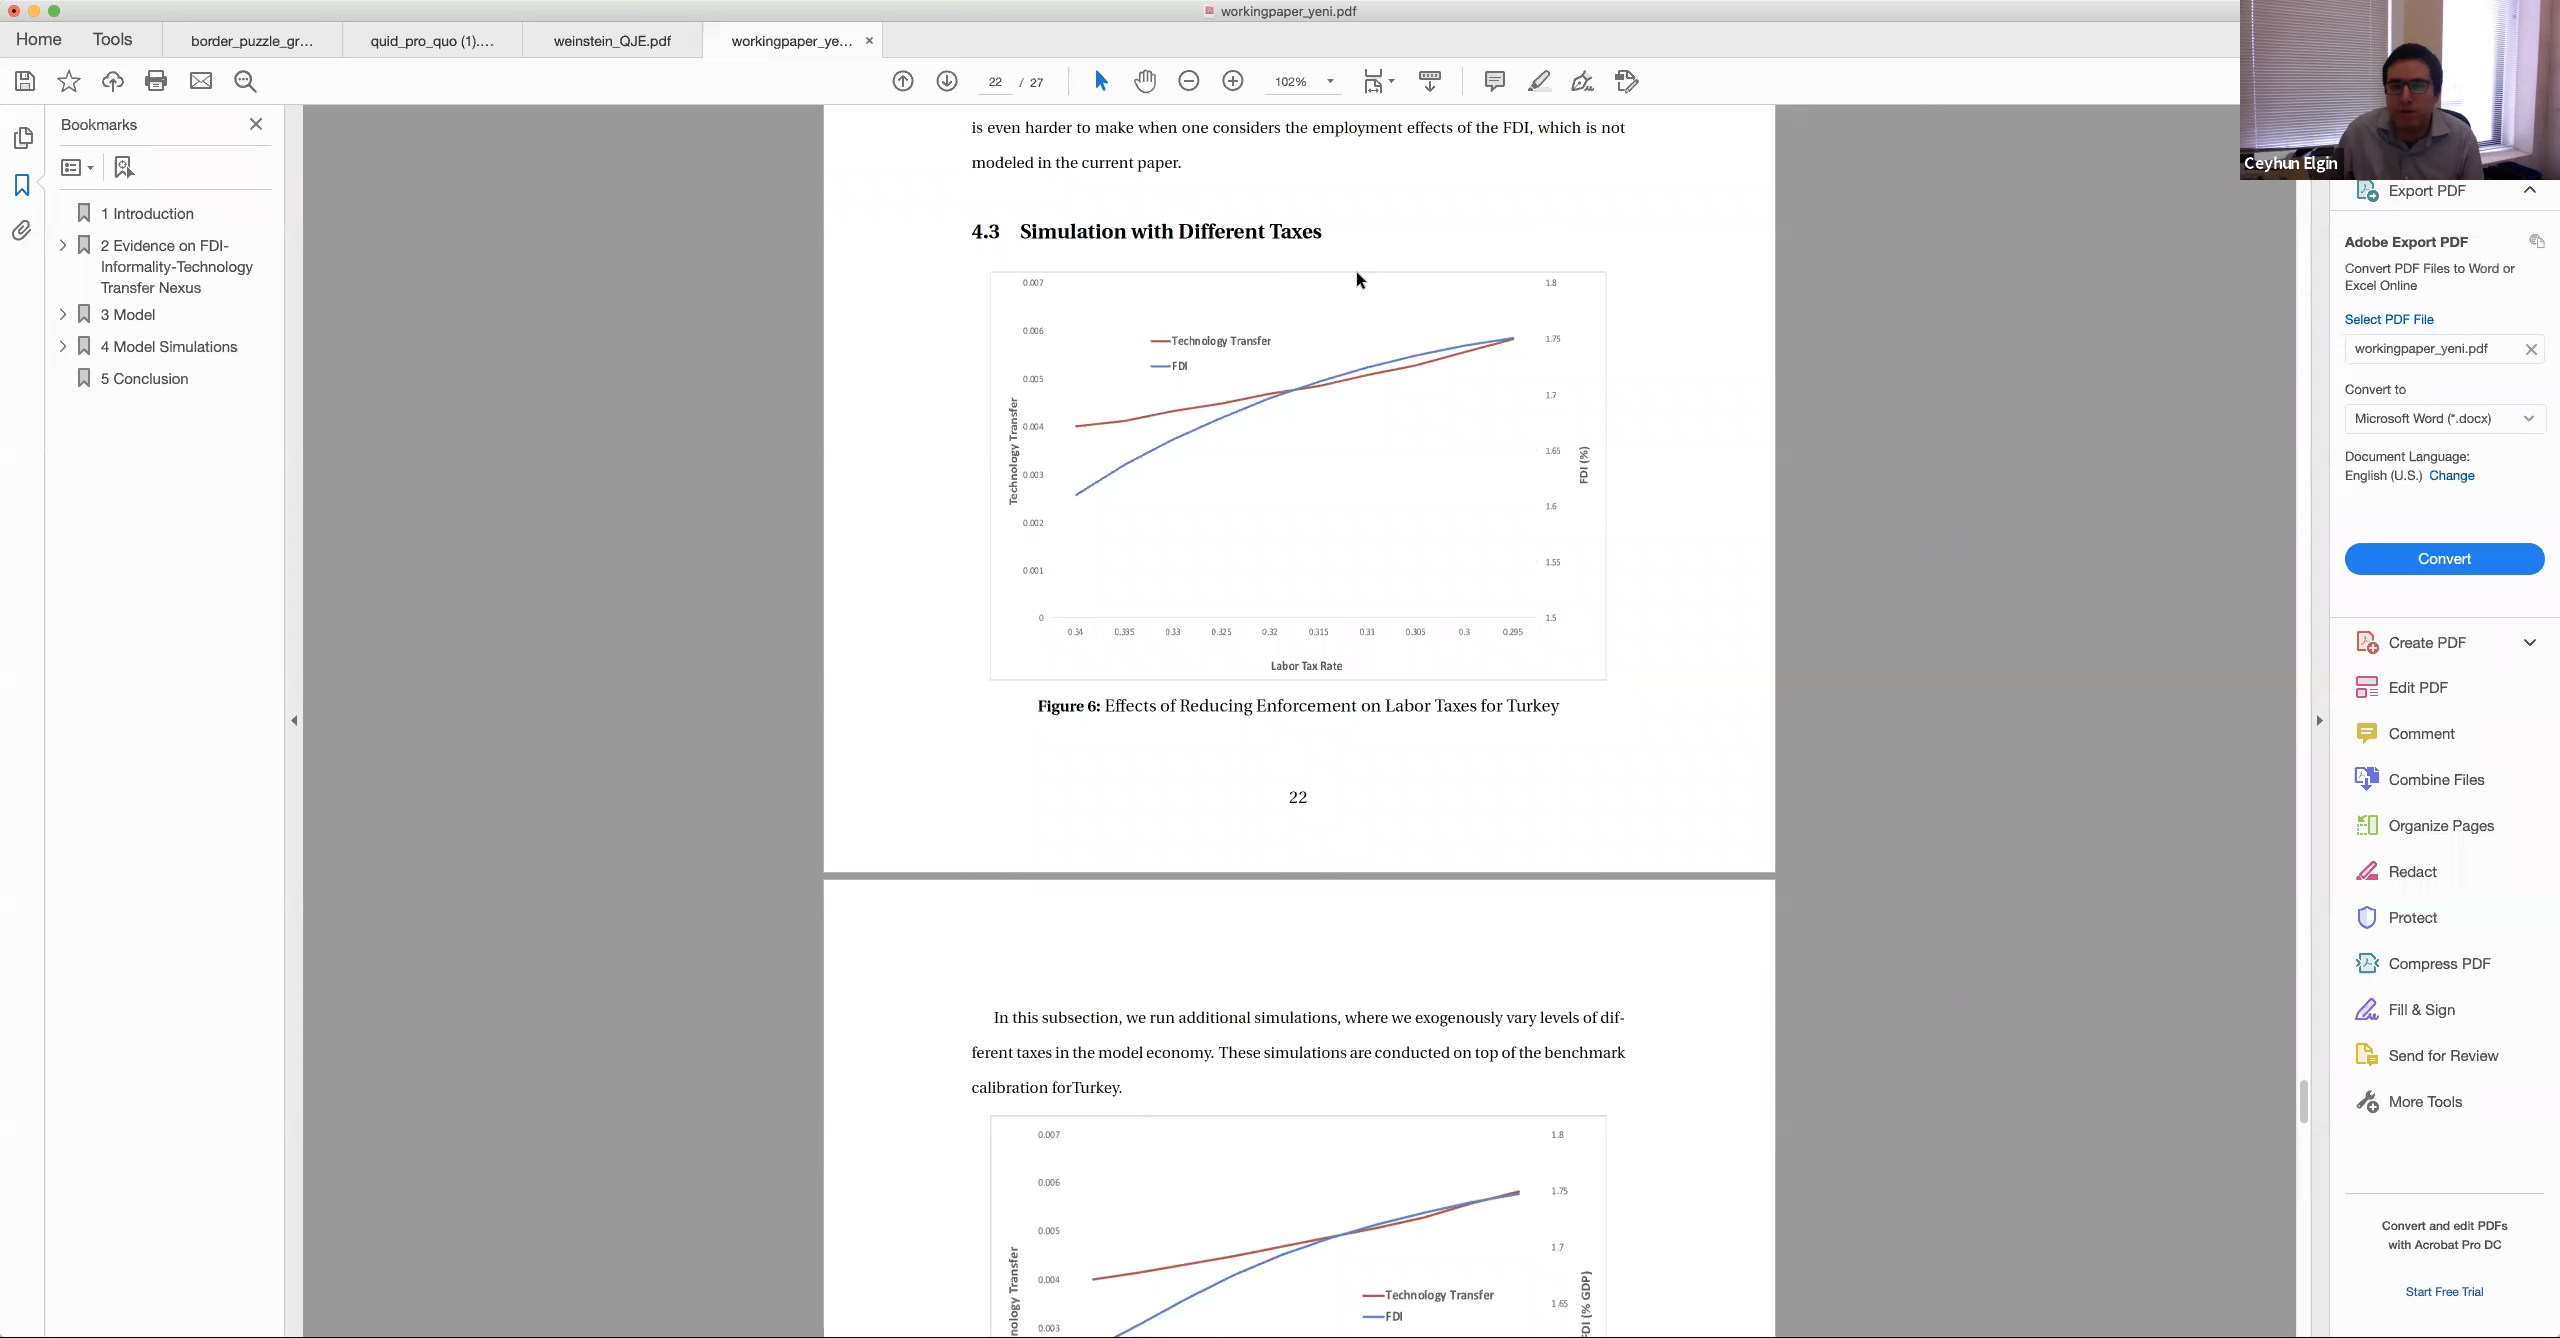 workingpaper_yeni.pdf
Home
Tools
border_puzzle_gr...
quid_pro_quo (1)....
weinstein_QJE.pdf
workingpaper_ye...
22 / 27
102%
Ceyhun Elgin
Bookmarks
1 Introduction
2 Evidence on FDI-
Informality-Technology
Transfer Nexus
3 Model
4 Model Simulations
5 Conclusion
is even harder to make when one considers the employment effects of the FDI, which is not
modeled in the current paper.
4.3 Simulation with Different Taxes
0.007
0.006
0.005
0.004
0.003
0.002
0.001
0
Technology Transfer
Technology Transfer
FDI
1.8
1.75
1.7
1.65
1.6
1.55
1.5
FDI (%)
0.34 0.335 0.33 0.325 0.32 0.315 0.31 0.305 0.3 0.295
Labor Tax Rate
Figure 6: Effects of Reducing Enforcement on Labor Taxes for Turkey
22
In this subsection, we run additional simulations, where we exogenously vary levels of dif-
ferent taxes in the model economy. These simulations are conducted on top of the benchmark
calibration forTurkey.
0.007
0.006
0.005
0.004
0.003
nology Transfer
Technology Transfer
FDI
1.8
1.75
1.7
1.65
FDI (% GDP)
Export PDF
Adobe Export PDF
Convert PDF Files to Word or
Excel Online
Select PDF File
workingpaper_yeni.pdf
Convert to
Microsoft Word (*.docx)
Document Language:
English (U.S.) Change
Convert
Create PDF
Edit PDF
Comment
Combine Files
Organize Pages
Redact
Protect
Compress PDF
Fill & Sign
Send for Review
More Tools
Convert and edit PDFs
with Acrobat Pro DC
Start Free Trial